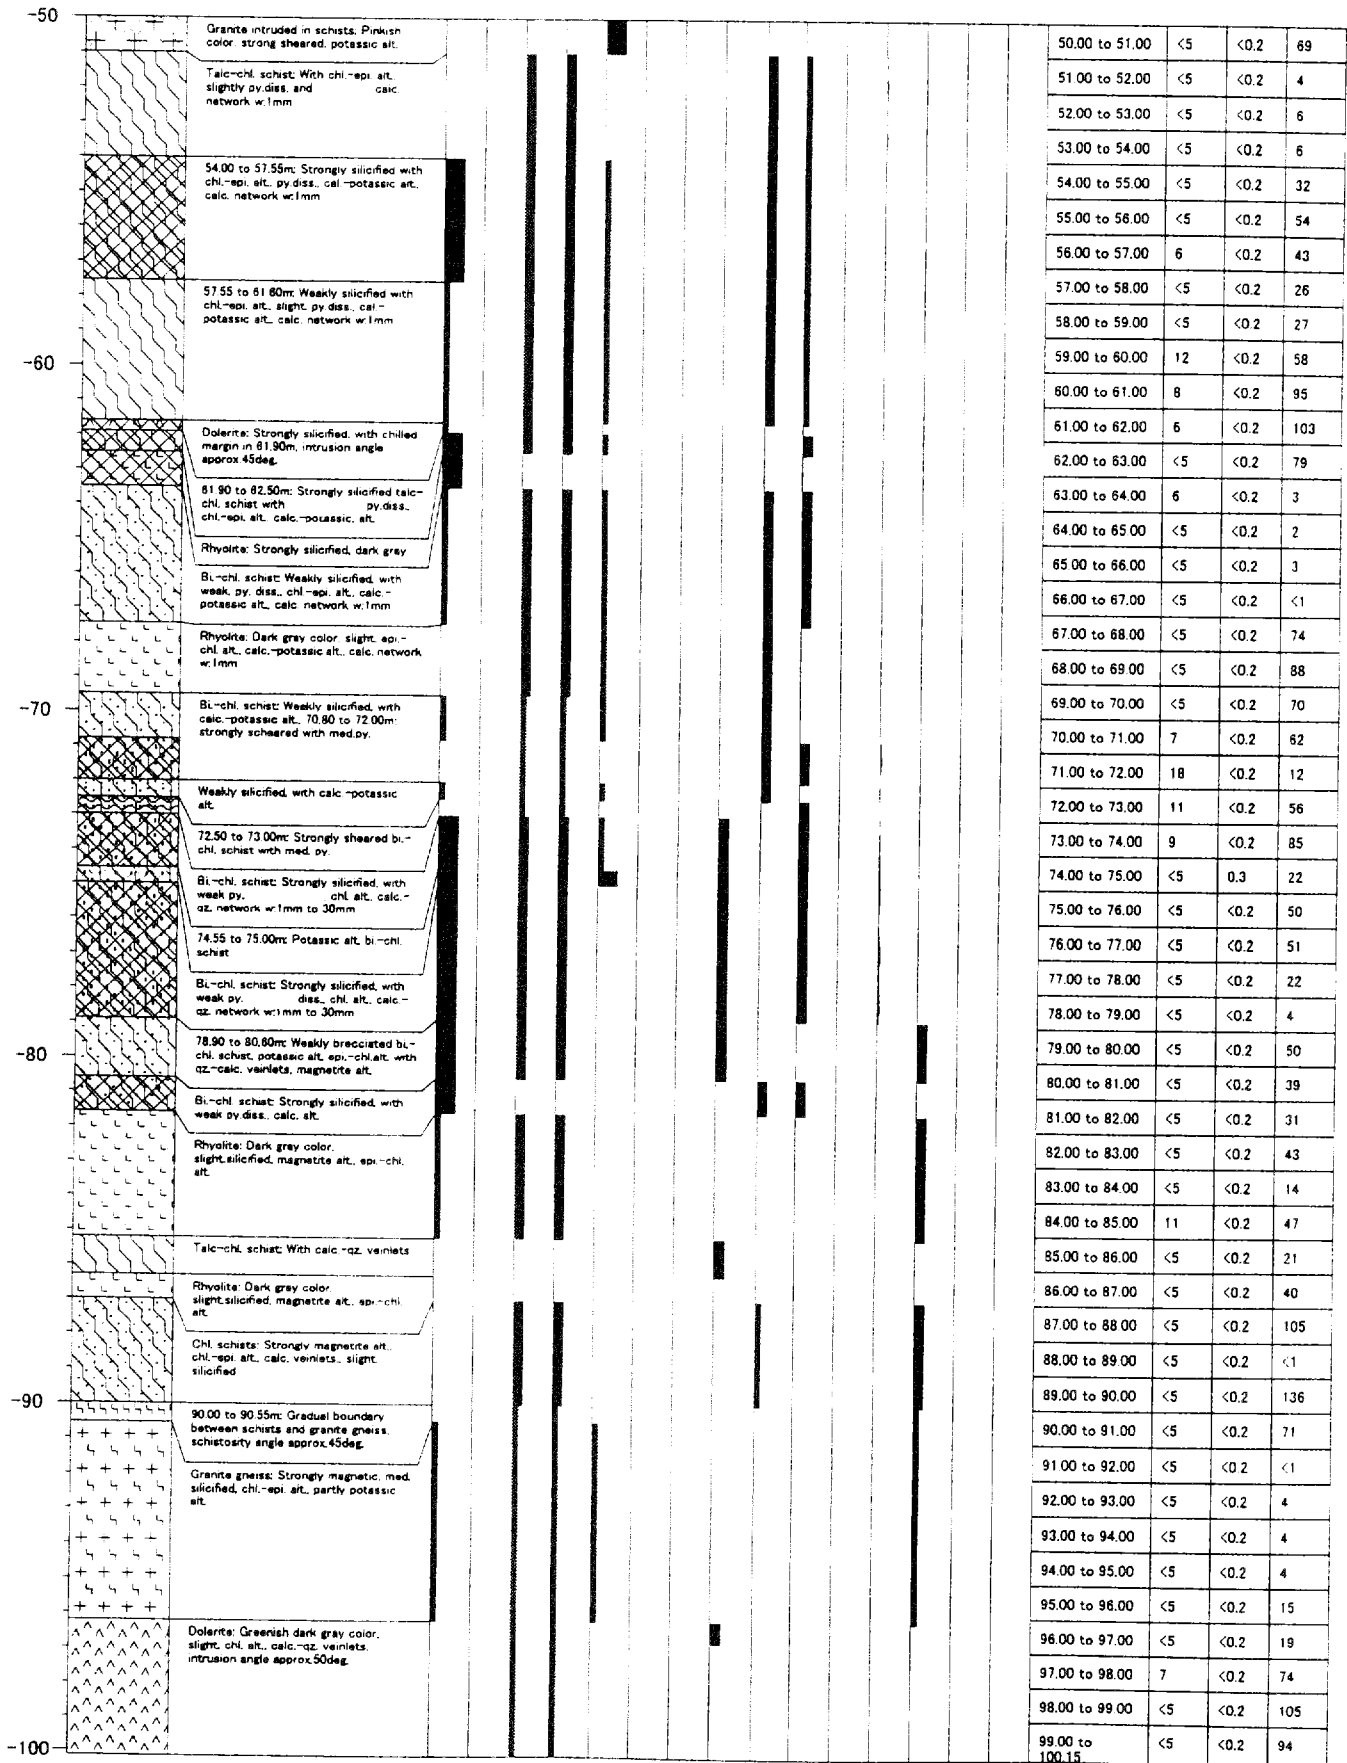 -50
Granite intruded in schists: Pinkish
color, strong sheared, potassic alt.
Talc-chl. schist: With chl.-epi. alt.,
slightly py.diss. and calc.
network w:1mm
54.00 to 57.55m: Strongly silicified with
chl.-epi. alt., py.diss., cal.-potassic alt.,
calc. network w:1mm
57.55 to 61.60m: Weakly silicified with
chl.-epi. alt., slight. py.diss., cal.-
potassic alt., calc. network w:1mm
-60
Dolerite: Strongly silicified, with chilled
margin in 61.90m, intrusion angle
approx.45deg.
61.90 to 62.50m: Strongly silicified talc-
chl. schist with py.diss.,
chl.-epi. alt., calc.-potassic. alt.
Rhyolite: Strongly silicified, dark gray
Bi.-chl. schist: Weakly silicified, with
weak. py. diss., chl.-epi. alt., calc.-
potassic alt., calc. network w:1mm
Rhyolite: Dark gray color, slight. epi.-
chl. alt., calc.-potassic alt., calc. network
w:1mm
-70
Bi.-chl. schist: Weakly silicified, with
calc.-potassic alt., 70.80 to 72.00m:
strongly scheared with med.py.
Weakly silicified, with calc.-potassic
alt.
72.50 to 73.00m: Strongly sheared bi.-
chl. schist with med. py.
Bi.-chl. schist: Strongly silicified, with
weak py. chl. alt., calc.-
qz. network w:1mm to 30mm
74.55 to 75.00m: Potassic alt. bi.-chl.
schist
Bi.-chl. schist: Strongly silicified, with
weak py. diss., chl. alt., calc.-
qz. network w:1mm to 30mm
78.90 to 80.60m: Weakly brecciated bi.-
chl. schist, potassic alt. epi.-chl.alt. with
qz.-calc. veinlets, magnetite alt.
-80
Bi.-chl. schist: Strongly silicified, with
weak py.diss., calc. alt.
Rhyolite: Dark gray color,
slight.silicified, magnetite alt., epi.-chl.
alt.
Talc-chl. schist: With calc.-qz. veinlets
Rhyolite: Dark gray color,
slight.silicified, magnetite alt., epi.-chl.
alt.
Chl. schists: Strongly magnetite alt.,
chl.-epi. alt., calc. veinlets, slight.
silicified
-90
90.00 to 90.55m: Gradual boundary
between schists and granite gneiss,
schistosity angle approx.45deg.
Granite gneiss: Strongly magnetic, med.
silicified, chl.-epi. alt., partly potassic
alt.
Dolerite: Greenish dark gray color,
slight. chl. alt., calc.-qz. veinlets,
intrusion angle approx.50deg.
-100
50.00 to 51.00 <5 <0.2 69
51.00 to 52.00 <5 <0.2 4
52.00 to 53.00 <5 <0.2 6
53.00 to 54.00 <5 <0.2 6
54.00 to 55.00 <5 <0.2 32
55.00 to 56.00 <5 <0.2 54
56.00 to 57.00 6 <0.2 43
57.00 to 58.00 <5 <0.2 26
58.00 to 59.00 <5 <0.2 27
59.00 to 60.00 12 <0.2 58
60.00 to 61.00 8 <0.2 95
61.00 to 62.00 6 <0.2 103
62.00 to 63.00 <5 <0.2 79
63.00 to 64.00 6 <0.2 3
64.00 to 65.00 <5 <0.2 2
65.00 to 66.00 <5 <0.2 3
66.00 to 67.00 <5 <0.2 <1
67.00 to 68.00 <5 <0.2 74
68.00 to 69.00 <5 <0.2 88
69.00 to 70.00 <5 <0.2 70
70.00 to 71.00 7 <0.2 62
71.00 to 72.00 18 <0.2 12
72.00 to 73.00 11 <0.2 56
73.00 to 74.00 9 <0.2 85
74.00 to 75.00 <5 0.3 22
75.00 to 76.00 <5 <0.2 50
76.00 to 77.00 <5 <0.2 51
77.00 to 78.00 <5 <0.2 22
78.00 to 79.00 <5 <0.2 4
79.00 to 80.00 <5 <0.2 50
80.00 to 81.00 <5 <0.2 39
81.00 to 82.00 <5 <0.2 31
82.00 to 83.00 <5 <0.2 43
83.00 to 84.00 <5 <0.2 14
84.00 to 85.00 11 <0.2 47
85.00 to 86.00 <5 <0.2 21
86.00 to 87.00 <5 <0.2 40
87.00 to 88.00 <5 <0.2 105
88.00 to 89.00 <5 <0.2 <1
89.00 to 90.00 <5 <0.2 136
90.00 to 91.00 <5 <0.2 71
91.00 to 92.00 <5 <0.2 <1
92.00 to 93.00 <5 <0.2 4
93.00 to 94.00 <5 <0.2 4
94.00 to 95.00 <5 <0.2 4
95.00 to 96.00 <5 <0.2 15
96.00 to 97.00 <5 <0.2 19
97.00 to 98.00 7 <0.2 74
98.00 to 99.00 <5 <0.2 105
99.00 to
100.15 <5 <0.2 94